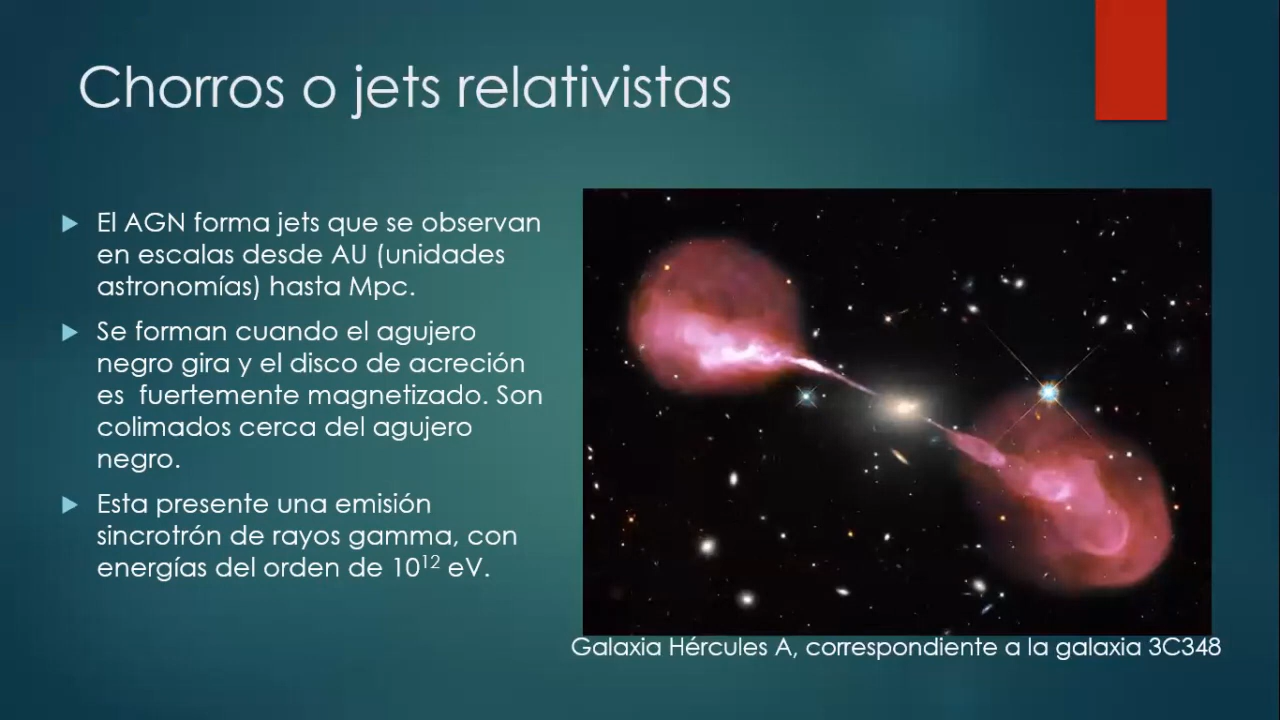 Chorros o jets relativistas
El AGN forma jets que se observan
en escalas desde AU (unidades
astronomías) hasta Mpc.
Se forman cuando el agujero
negro gira y el disco de acreción
es  fuertemente magnetizado. Son
colimados cerca del agujero
negro.
Esta presente una emisión
sincrotrón de rayos gamma, con
energías del orden de 10¹² eV.
Galaxia Hércules A, correspondiente a la galaxia 3C348